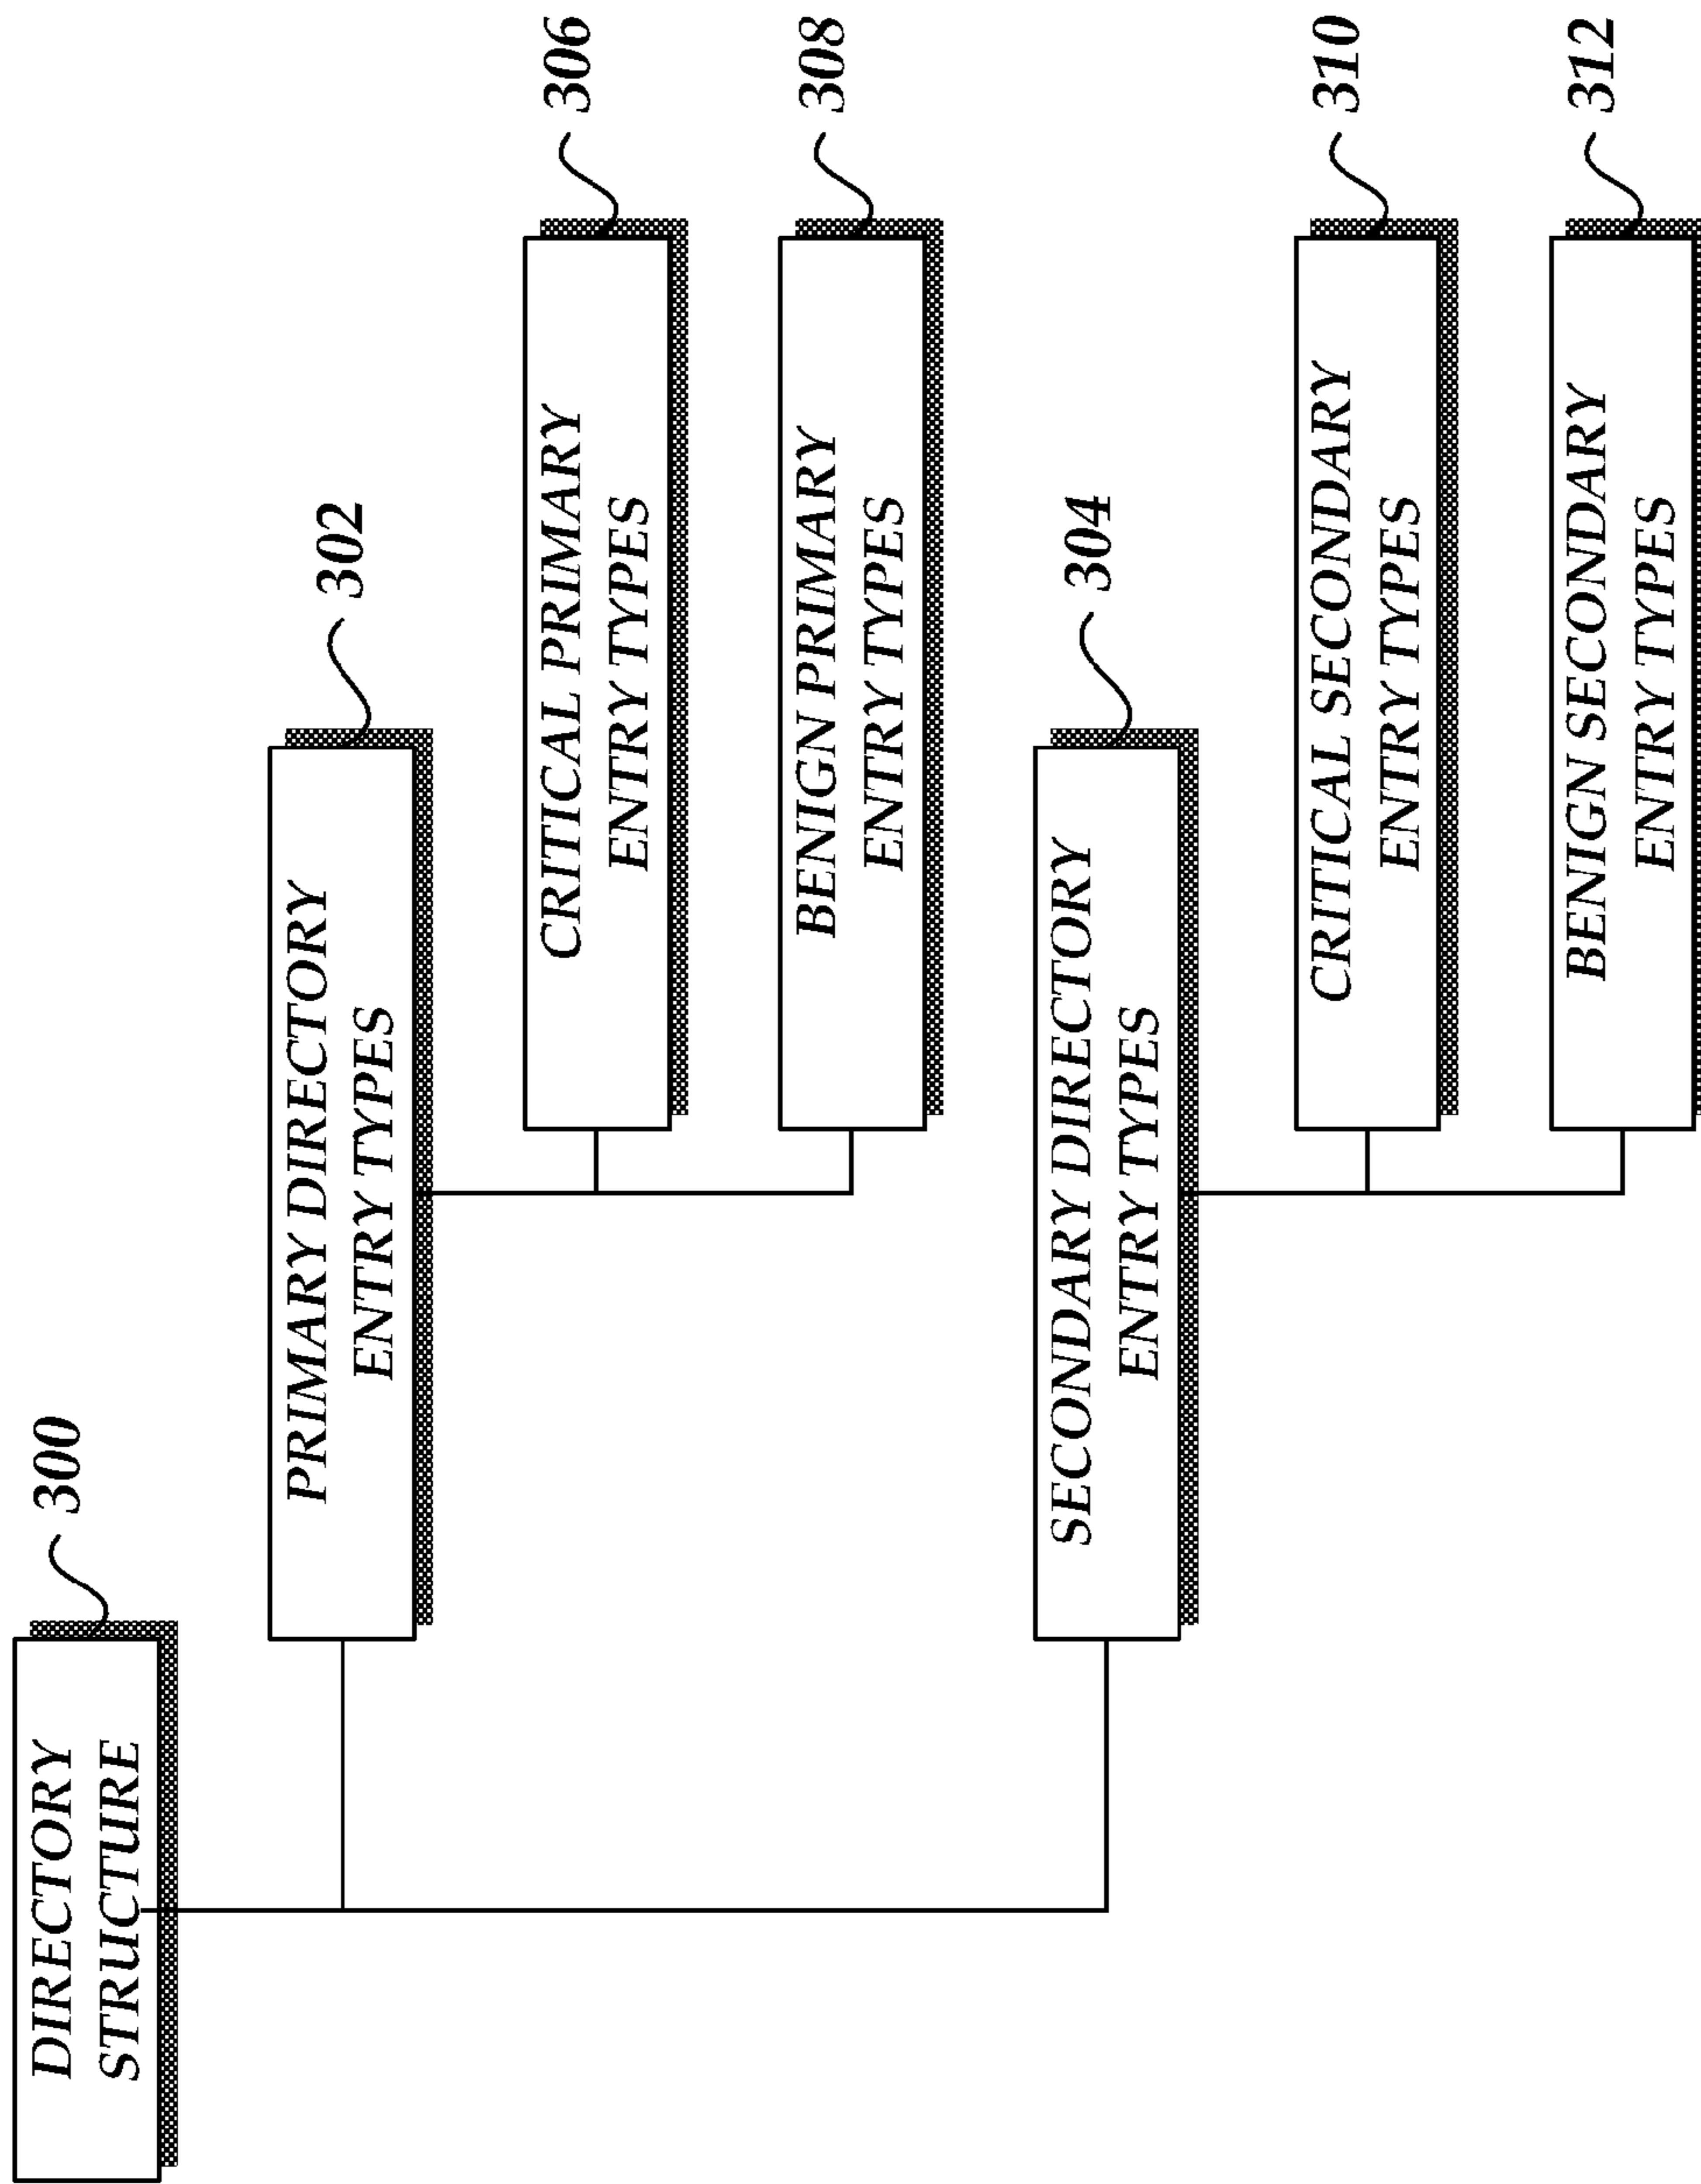 DIRECTORY
STRUCTURE
300
PRIMARY DIRECTORY
ENTRY TYPES
302
CRITICAL PRIMARY
ENTRY TYPES
306
BENIGN PRIMARY
ENTRY TYPES
308
SECONDARY DIRECTORY
ENTRY TYPES
304
CRITICAL SECONDARY
ENTRY TYPES
310
BENIGN SECONDARY
ENTRY TYPES
312